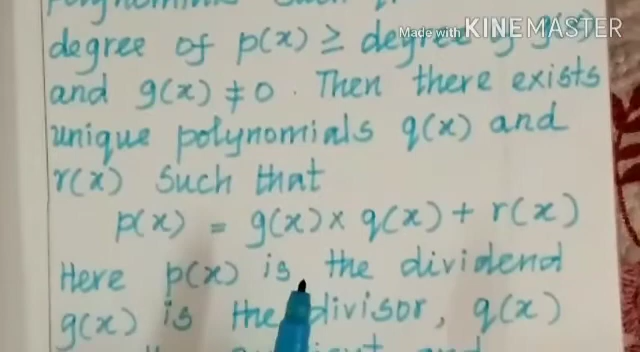 degree of p(x) ≥ degree of g(x)
Made with KINEMASTER
and g(x) ≠ 0. Then there exists
unique polynomials q(x) and
r(x) Such that
p(x) = g(x) × q(x) + r(x)
Here p(x) is the dividend
g(x) is the divisor, q(x)